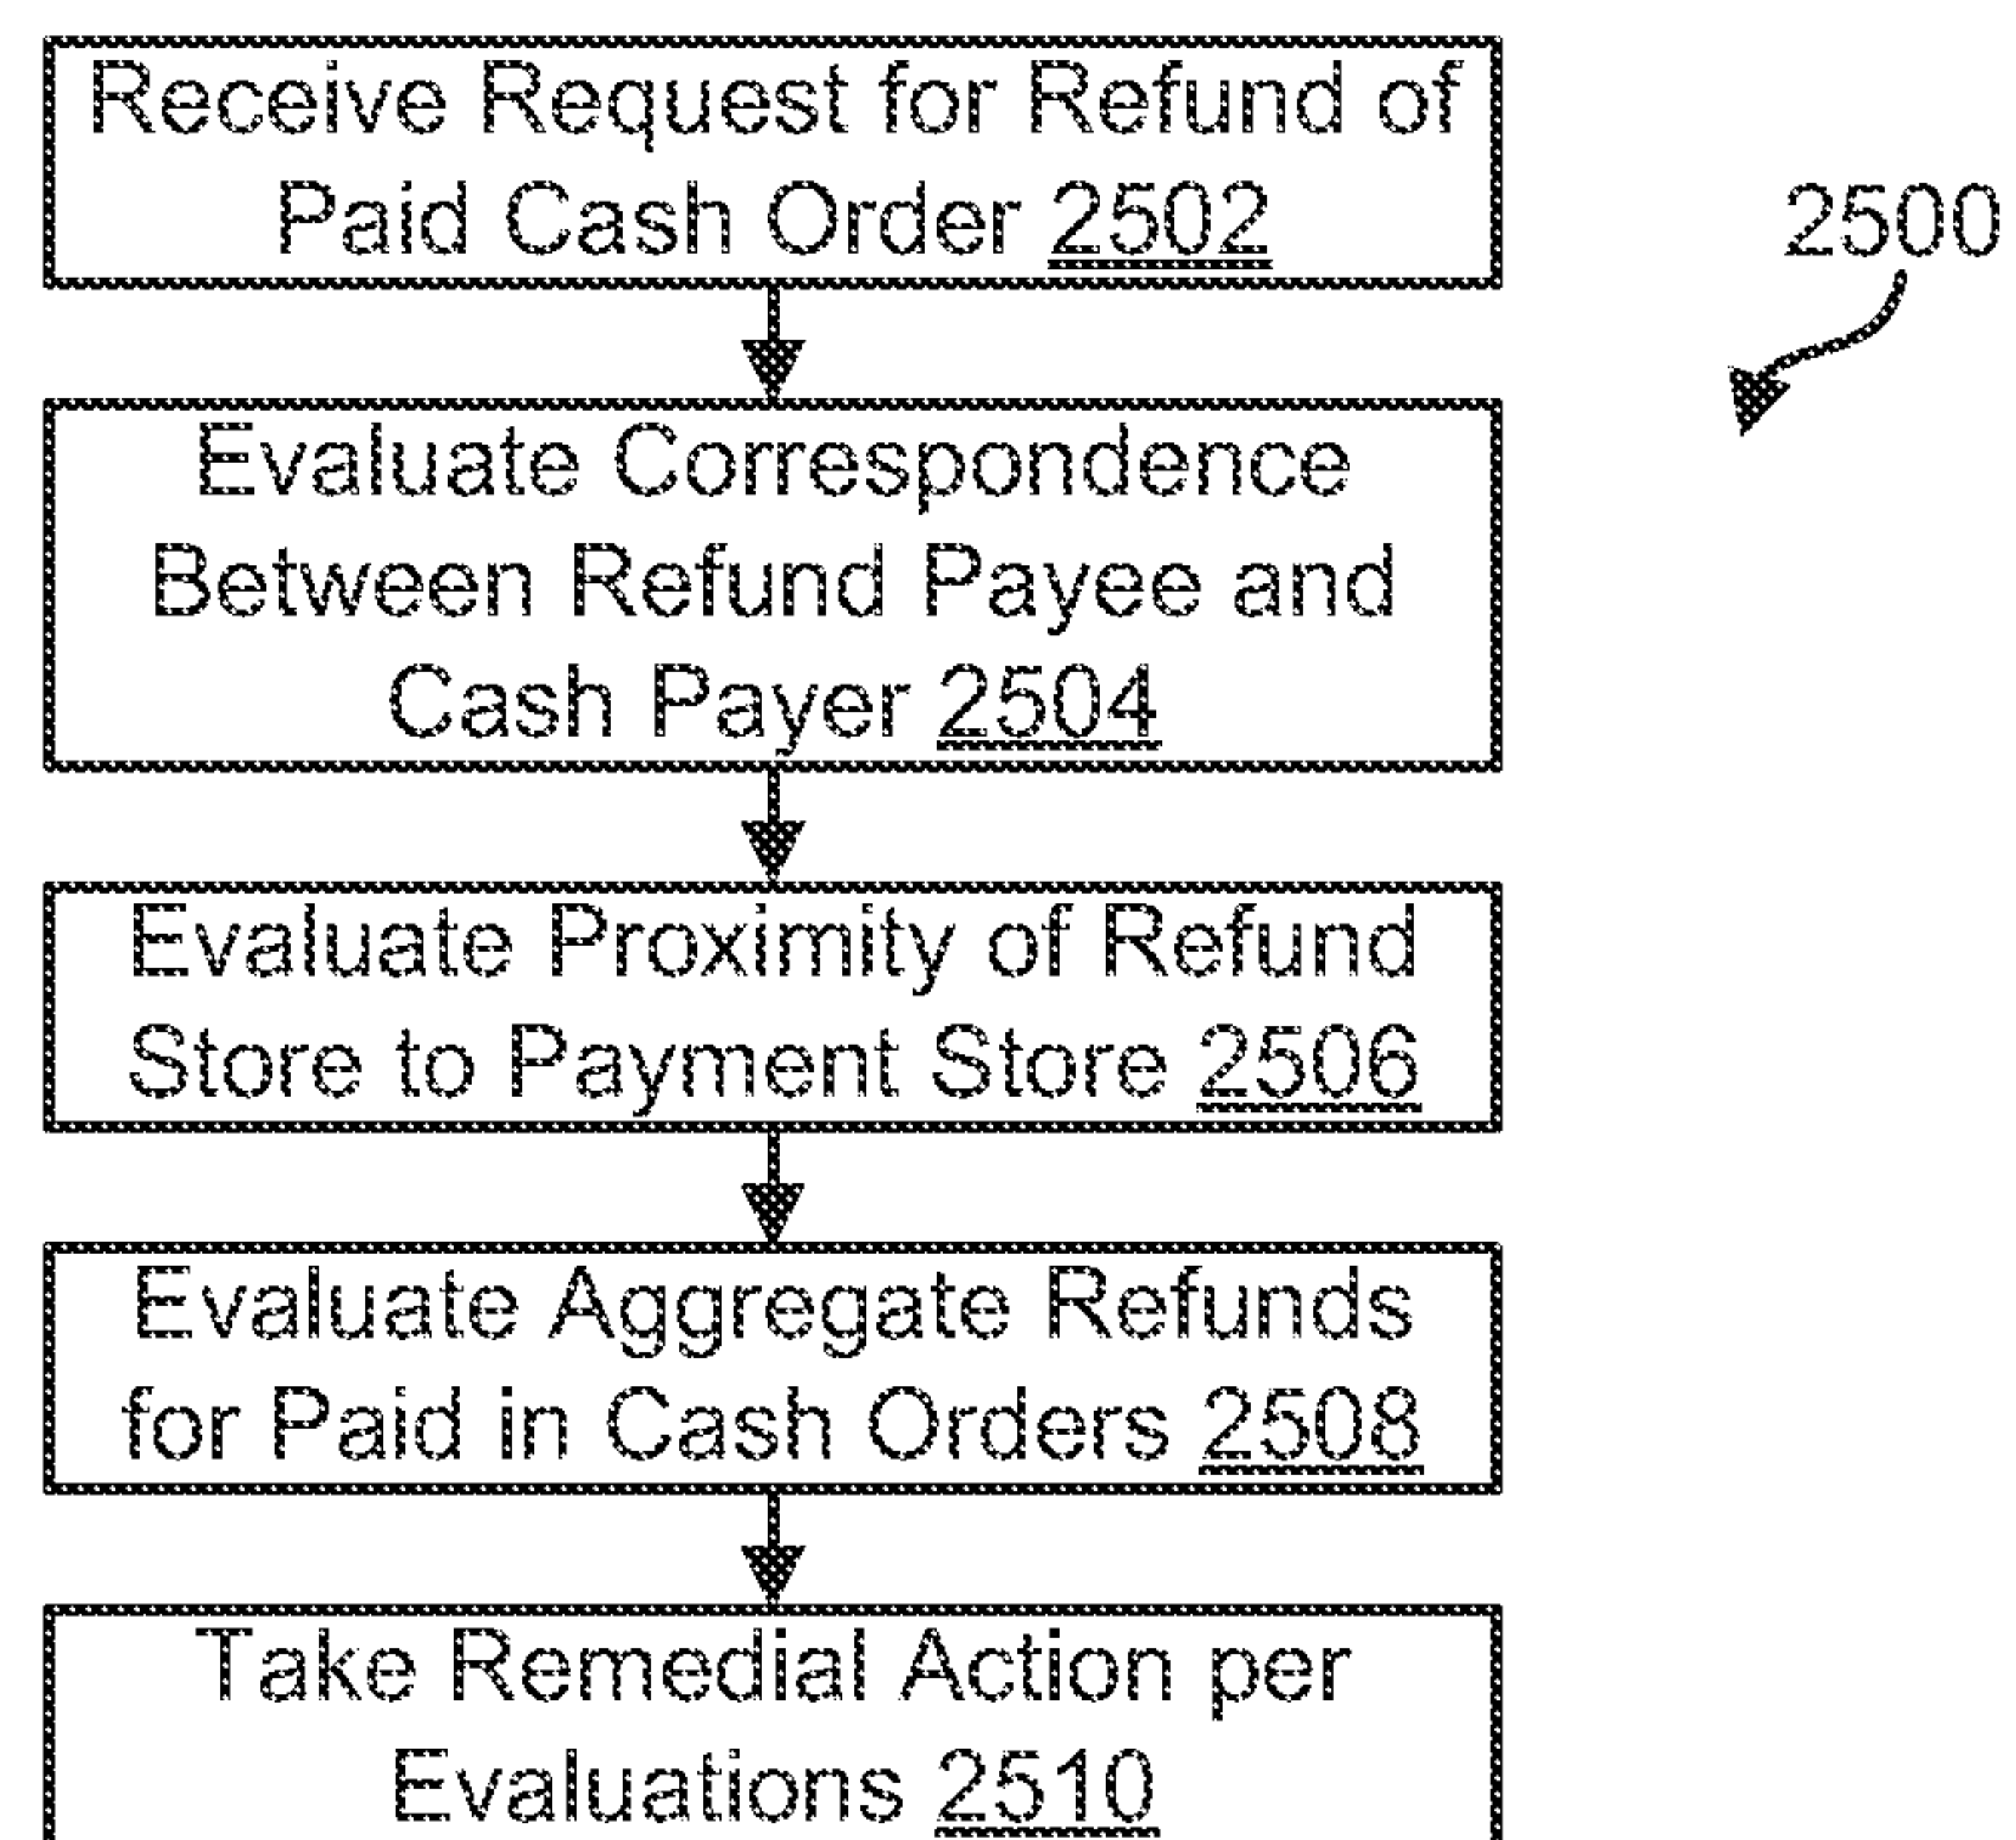 Receive Request for Refund of
Paid Cash Order 2502
2500
Evaluate Correspondence
Between Refund Payee and
Cash Payer 2504
Evaluate Proximity of Refund
Store to Payment Store 2506
Evaluate Aggregate Refunds
for Paid in Cash Orders 2508
Take Remedial Action per
Evaluations 2510